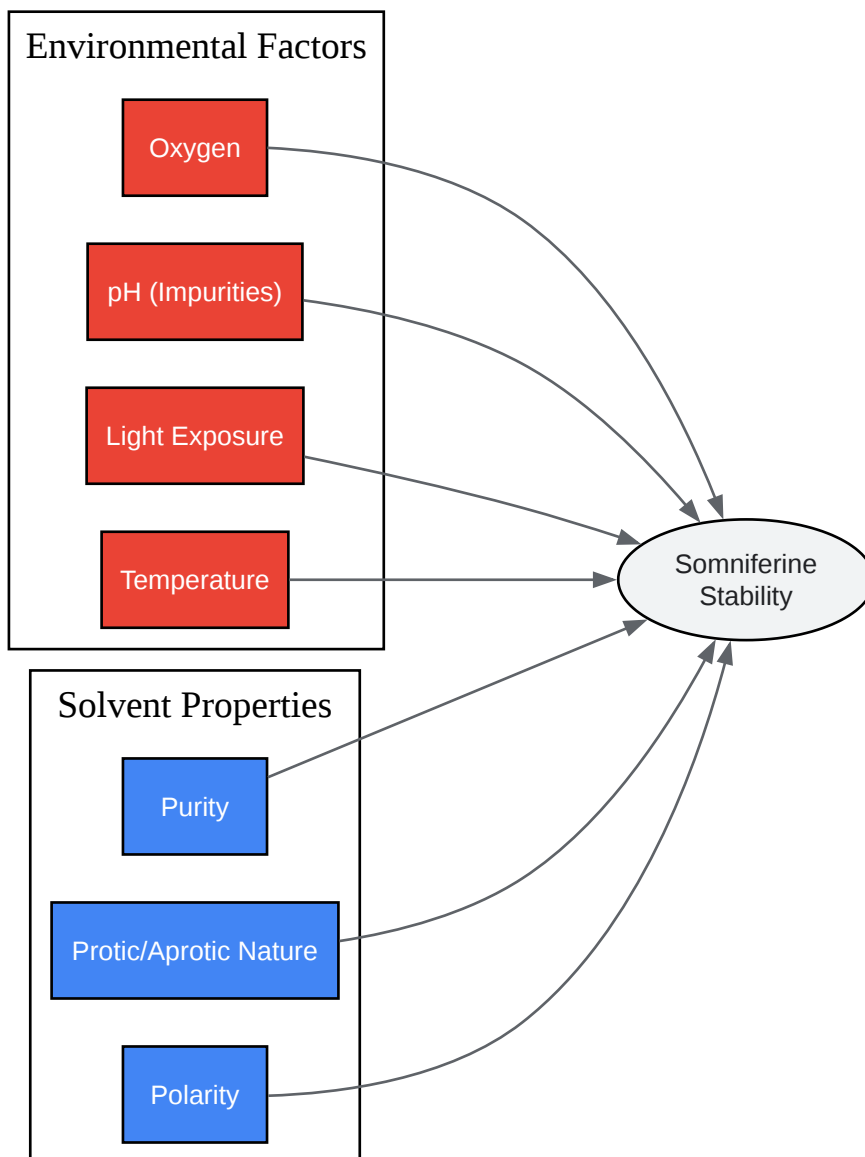 Environmental Factors
Oxygen
pH (Impurities)
Light Exposure
Temperature
Somniferine
Stability
Solvent Properties
Purity
Protic/Aprotic Nature
Polarity